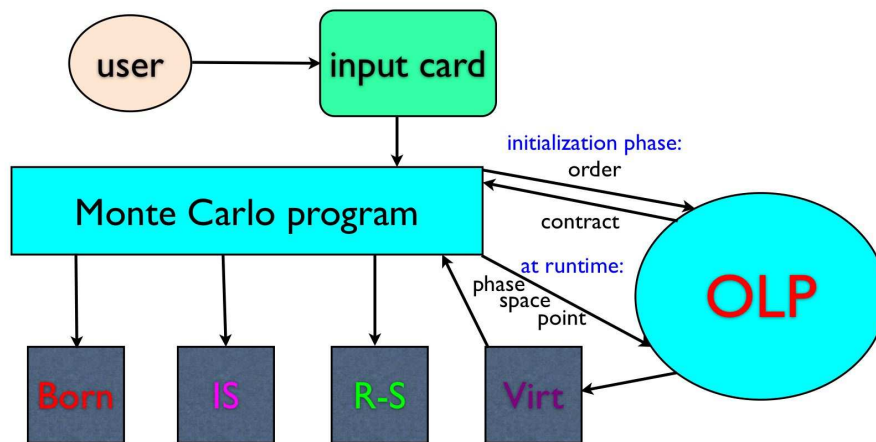 user
input card
initialization phase:
order
Monte Carlo program
contract
at runtime:
phase
space
point
OLP
Born
IS
R-S
Virt